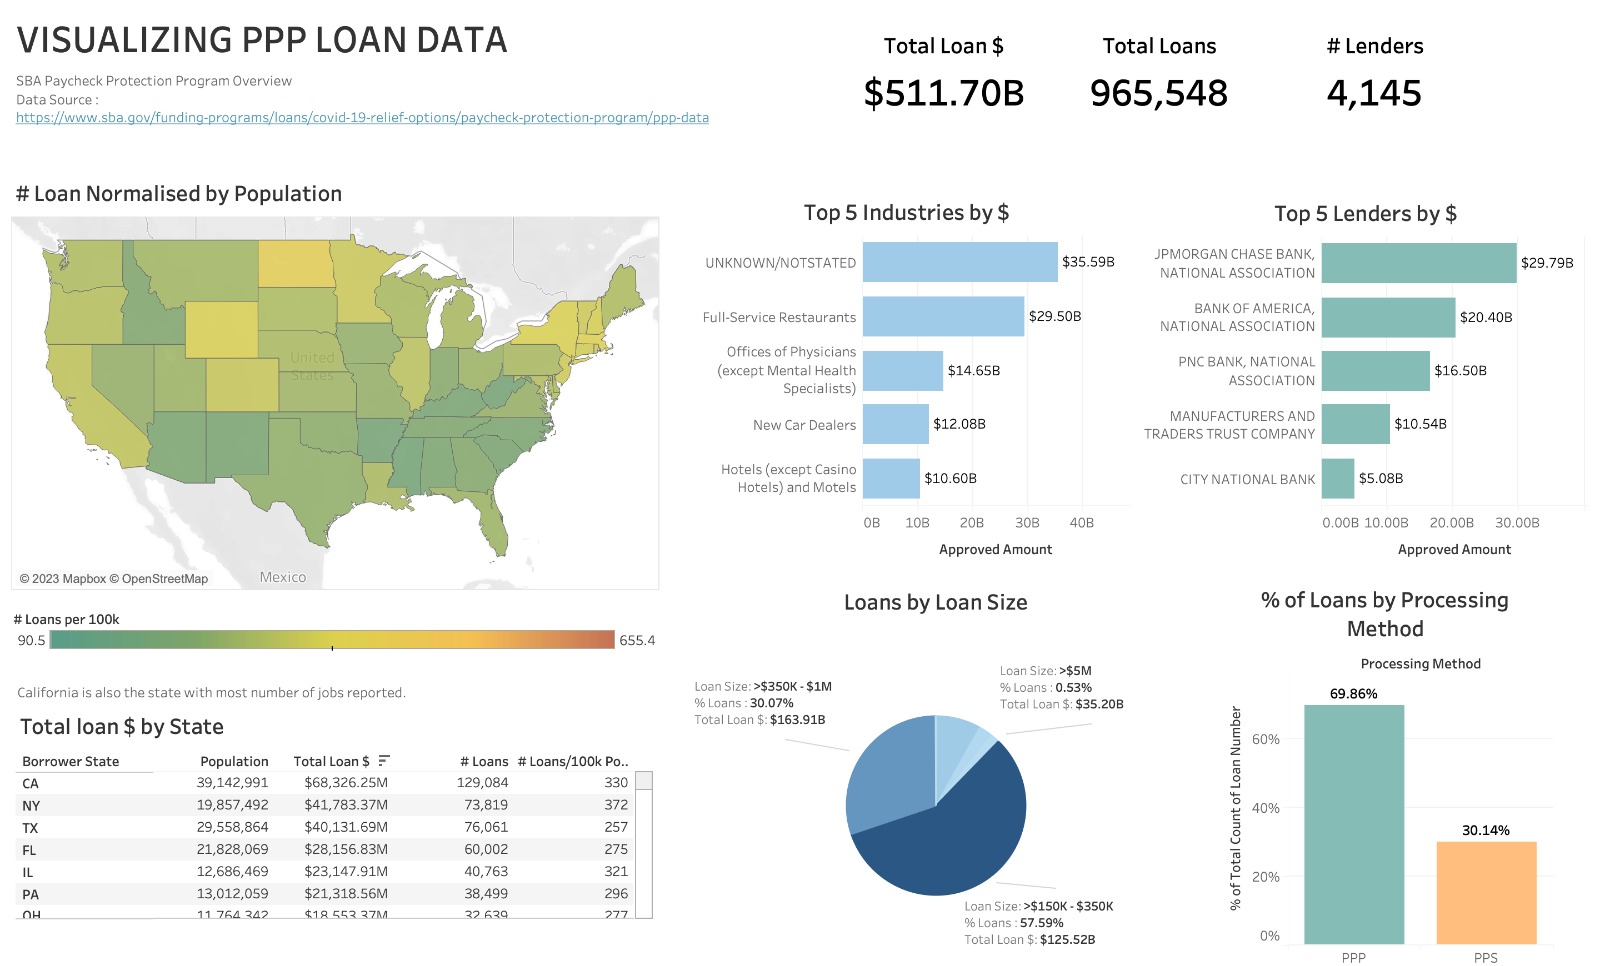 VISUALIZING PPP LOAN DATA
SBA Paycheck Protection Program Overview
Data Source :
https://www.sba.gov/funding-programs/loans/covid-19-relief-options/paycheck-protection-program/ppp-data
Total Loan $
$511.70B
Total Loans
965,548
# Lenders
4,145
# Loan Normalised by Population
United
States
Mexico
© 2023 Mapbox © OpenStreetMap
# Loans per 100k
90.5
655.4
California is also the state with most number of jobs reported.
Total loan $ by State
Borrower State Population Total Loan $ # Loans # Loans/100k Po..
CA 39,142,991 $68,326.25M 129,084 330
NY 19,857,492 $41,783.37M 73,819 372
TX 29,558,864 $40,131.69M 76,061 257
FL 21,828,069 $28,156.83M 60,002 275
IL 12,686,469 $23,147.91M 40,763 321
PA 13,012,059 $21,318.56M 38,499 296
OH 11,764,342 $18,553.37M 32,639 277
Top 5 Industries by $
UNKNOWN/NOTSTATED $35.59B
Full-Service Restaurants $29.50B
Offices of Physicians
(except Mental Health
Specialists)
$14.65B
New Car Dealers $12.08B
Hotels (except Casino
Hotels) and Motels
$10.60B
0B 10B 20B 30B 40B
Approved Amount
Top 5 Lenders by $
JPMORGAN CHASE BANK,
NATIONAL ASSOCIATION
$29.79B
BANK OF AMERICA,
NATIONAL ASSOCIATION
$20.40B
PNC BANK, NATIONAL
ASSOCIATION
$16.50B
MANUFACTURERS AND
TRADERS TRUST COMPANY
$10.54B
CITY NATIONAL BANK $5.08B
0.00B 10.00B 20.00B 30.00B
Approved Amount
Loans by Loan Size
Loan Size: >$350K - $1M
% Loans : 30.07%
Total Loan $: $163.91B
Loan Size: >$5M
% Loans : 0.53%
Total Loan $: $35.20B
Loan Size: >$150K - $350K
% Loans : 57.59%
Total Loan $: $125.52B
% of Loans by Processing
Method
Processing Method
% of Total Count of Loan Number
60%
40%
20%
0%
69.86%
30.14%
PPP PPS